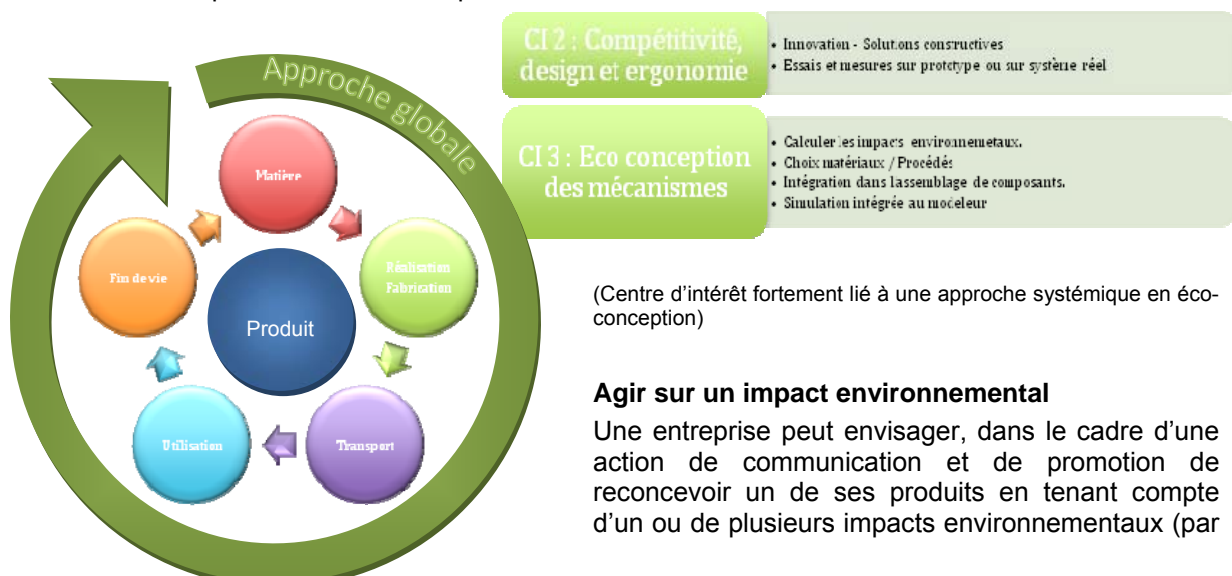 CI 2 : Compétitivité,
design et ergonomie
• Innovation - Solutions constructives
• Essais et mesures sur prototype ou sur système réel
CI 3 : Eco conception
des mécanismes
• Calculer les impacts environnemetaux.
• Choix matériaux / Procédés
• Intégration dans lassemblage de composants.
• Simulation intégrée au modeleur
Approche globale
Matière
Réalisation
Fabrication
Transport
Utilisation
Fin de vie
Produit
(Centre d’intérêt fortement lié à une approche systémique en éco-
conception)
Agir sur un impact environnemental
Une entreprise peut envisager, dans le cadre d’une
action de communication et de promotion de
reconcevoir un de ses produits en tenant compte
d’un ou de plusieurs impacts environnementaux (par